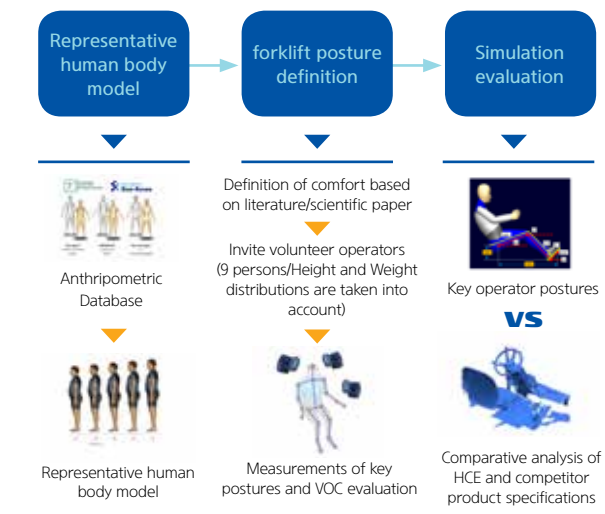 Representative
human body
model
forklift posture
definition
Simulation
evaluation
Anthripometric
Database
Representative human
body model
Definition of comfort based
on literature/scientific paper
Invite volunteer operators
(9 persons/Height and Weight
distributions are taken into
account)
Measurements of key
postures and VOC evaluation
Key operator postures
VS
Comparative analysis of
HCE and competitor
product specifications